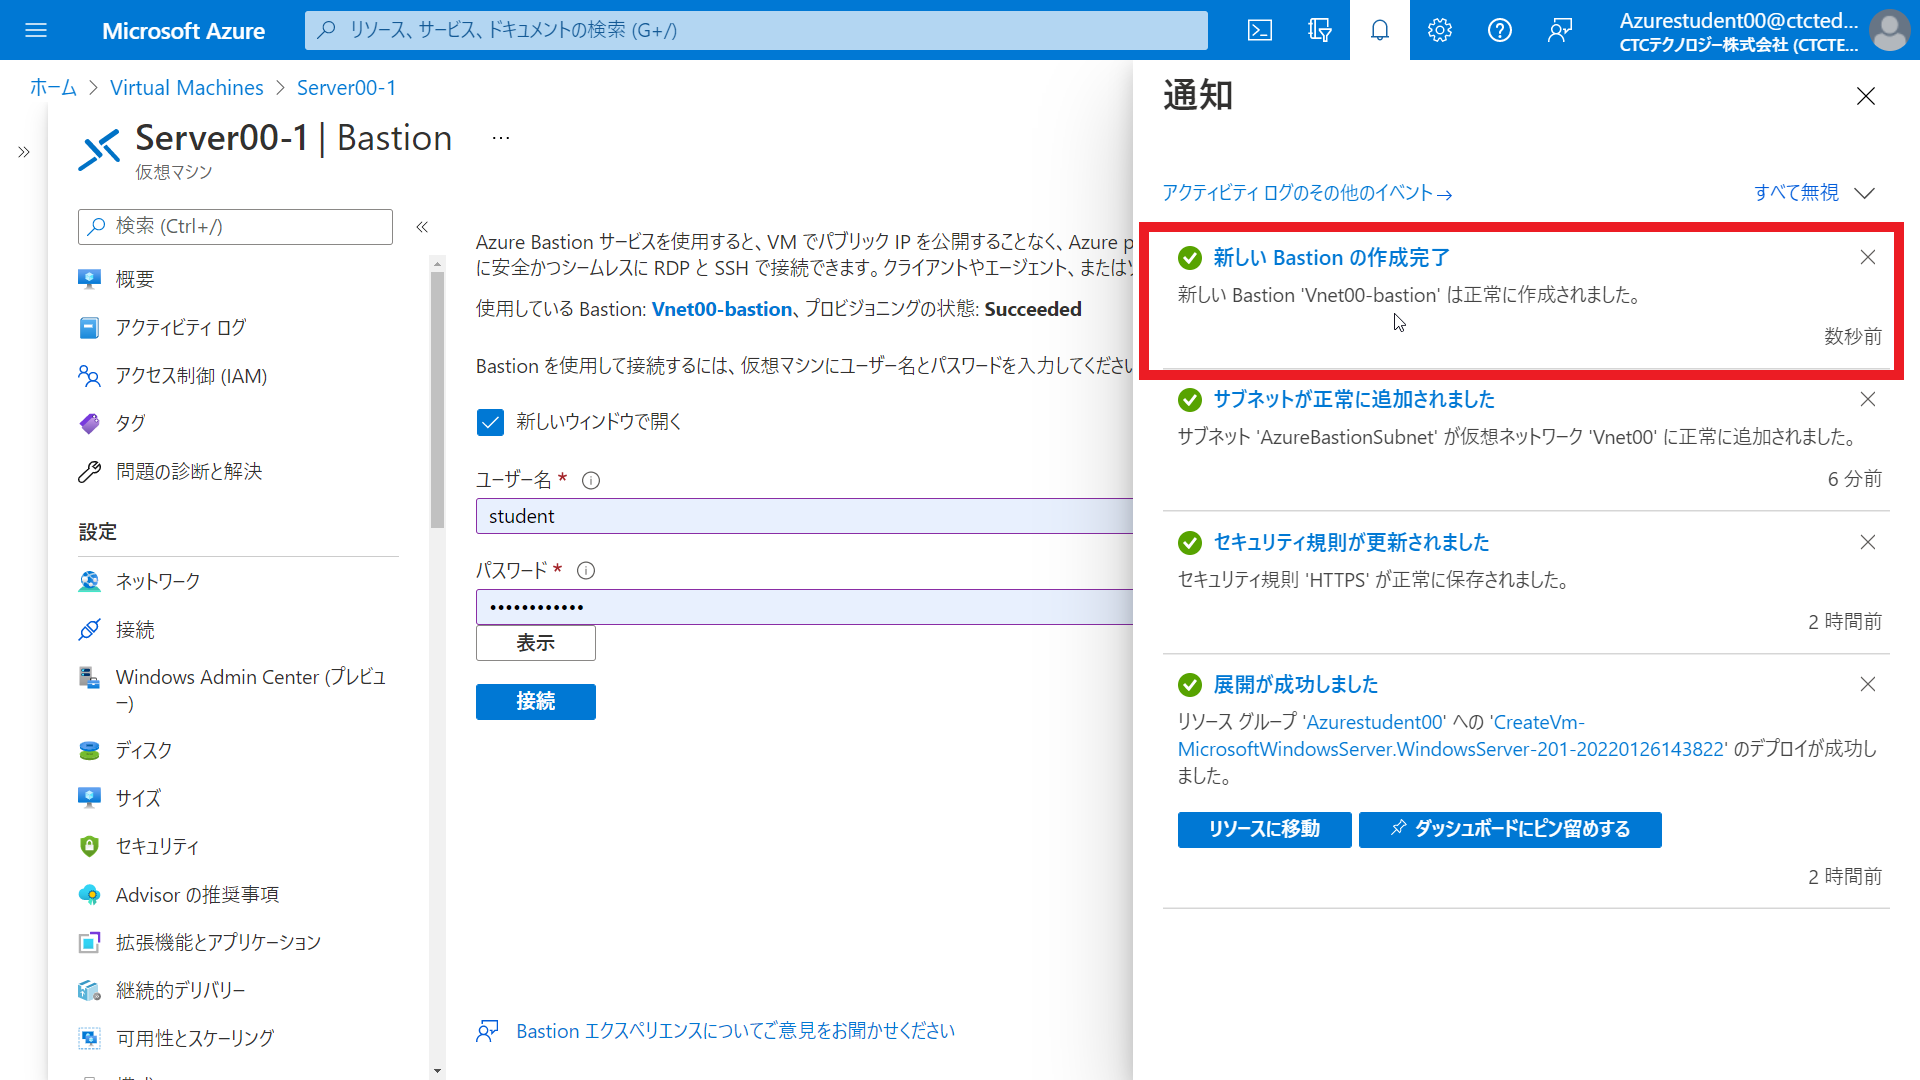 Microsoft Azure
リソース、サービス、ドキュメントの検索 (G+/)
Azurestudent00@ctcted...
CTCテクノロジー株式会社 (CTCTE...
ホーム > Virtual Machines > Server00-1
Server00-1 | Bastion ...
仮想マシン
検索 (Ctrl+/)
概要
アクティビティ ログ
アクセス制御 (IAM)
タグ
問題の診断と解決
設定
ネットワーク
接続
Windows Admin Center (プレビュ
ー)
ディスク
サイズ
セキュリティ
Advisor の推奨事項
拡張機能とアプリケーション
継続的デリバリー
可用性とスケーリング
Azure Bastion サービスを使用すると、VM でパブリック IP を公開することなく、Azure p
に安全かつシームレスに RDP と SSH で接続できます。クライアントやエージェント、または
使用している Bastion: Vnet00-bastion、プロビジョニングの状態: Succeeded
Bastion を使用して接続するには、仮想マシンにユーザー名とパスワードを入力してください
新しいウィンドウで開く
ユーザー名 *
student
パスワード *
••••••••••••
表示
接続
Bastion エクスペリエンスについてご意見をお聞かせください
通知
アクティビティ ログのその他のイベント→
すべて無視
新しい Bastion の作成完了
新しい Bastion 'Vnet00-bastion' は正常に作成されました。
数秒前
サブネットが正常に追加されました
サブネット 'AzureBastionSubnet' が仮想ネットワーク 'Vnet00' に正常に追加されました。
6 分前
セキュリティ規則が更新されました
セキュリティ規則 'HTTPS' が正常に保存されました。
2 時間前
展開が成功しました
リソース グループ 'Azurestudent00' への 'CreateVm-
MicrosoftWindowsServer.WindowsServer-201-20220126143822' のデプロイが成功し
ました。
リソースに移動
ダッシュボードにピン留めする
2 時間前